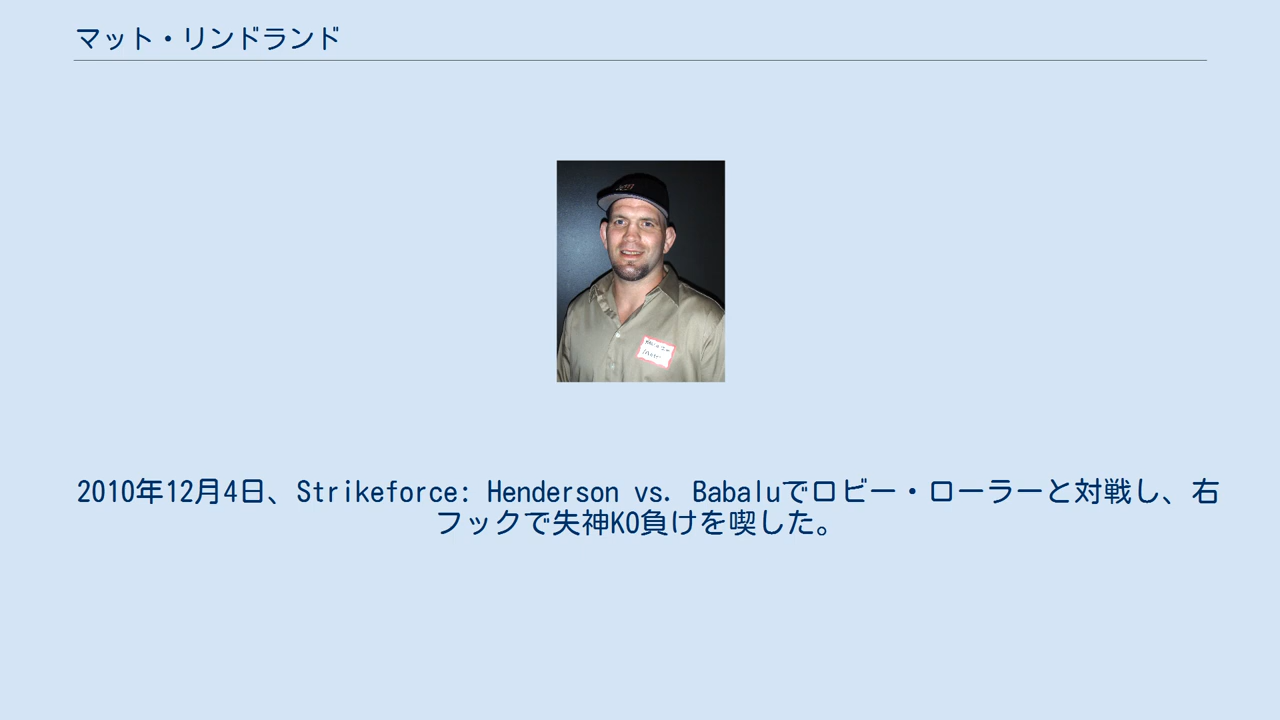 マット・リンドランド
2010年12月4日、Strikeforce: Henderson vs. Babaluでロビー・ローラーと対戦し、右
フックで失神KO負けを喫した。